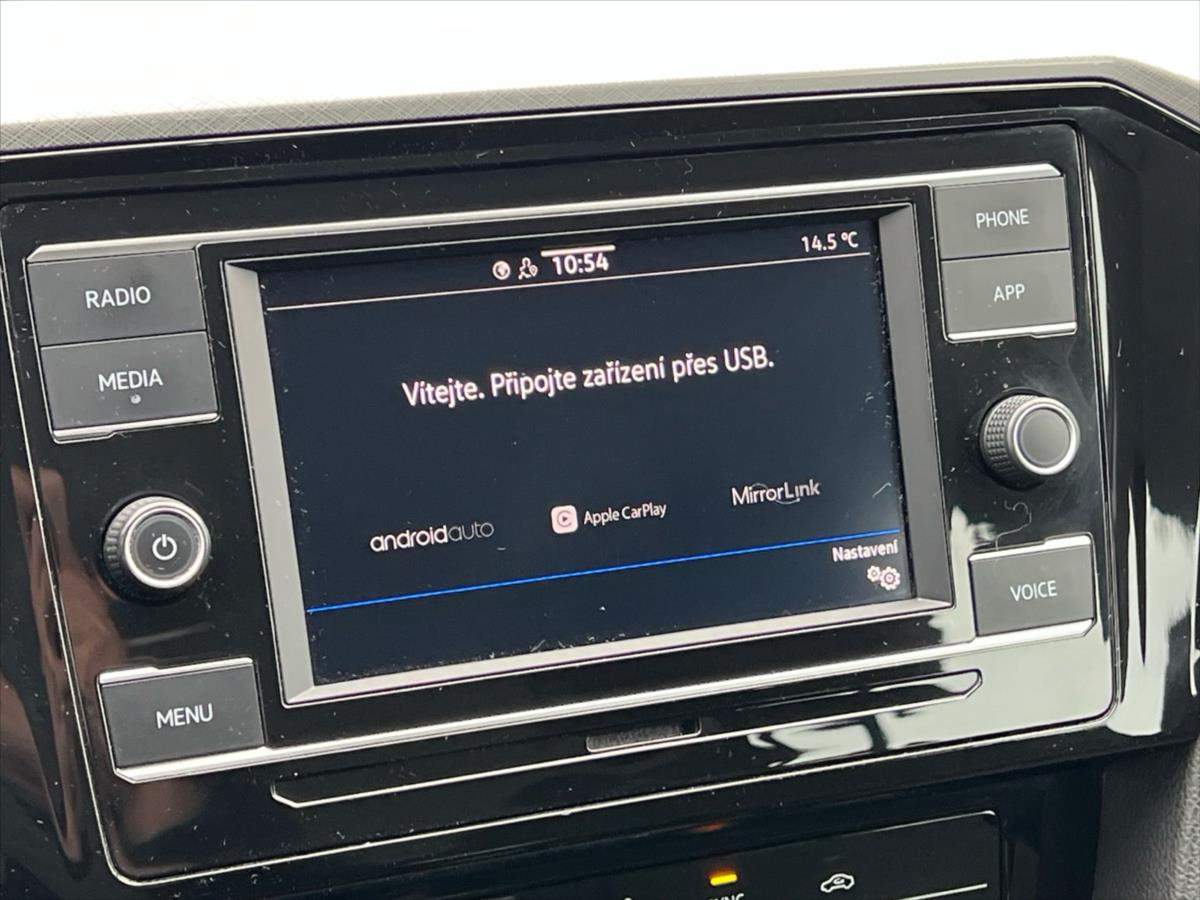 RADIO
MEDIA
MENU
10:54
14.5 °C
Vítejte. Připojte zařízení přes USB.
androidauto
Apple CarPlay
MirrorLink
Nastavení
PHONE
APP
VOICE